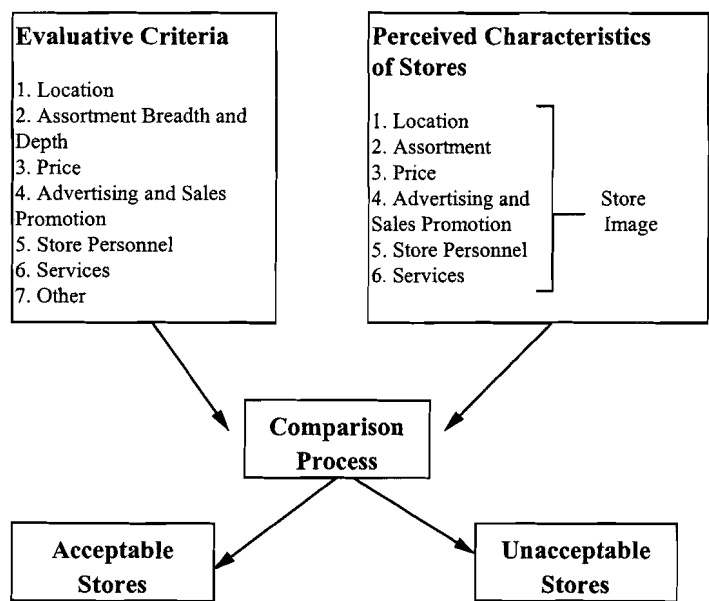 Evaluative Criteria
1. Location
2. Assortment Breadth and
Depth
3. Price
4. Advertising and Sales
Promotion
5. Store Personnel
6. Services
7. Other
Perceived Characteristics
of Stores
1. Location
2. Assortment
3. Price
4. Advertising and
Sales Promotion
5. Store Personnel
6. Services
Store
Image
Comparison
Process
Acceptable
Stores
Unacceptable
Stores